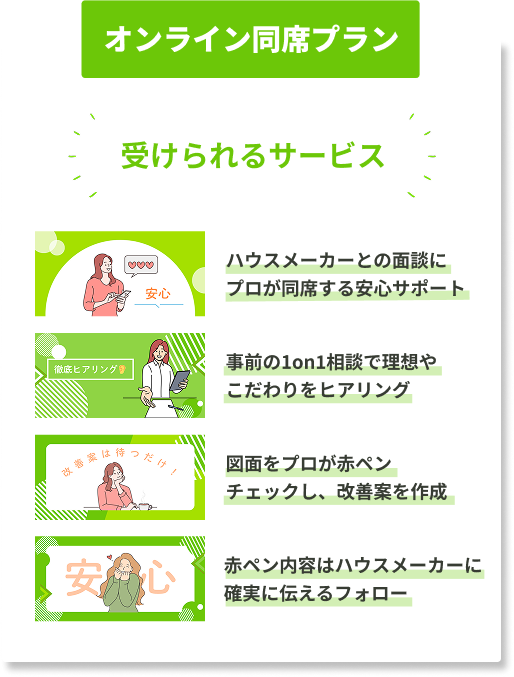 オンライン同席プラン
受けられるサービス
安心
ハウスメーカーとの面談に
プロが同席する安心サポート
徹底ヒアリング
事前の1on1相談で理想や
こだわりをヒアリング
改善案は待つだけ！
図面をプロが赤ペン
チェックし、改善案を作成
安心
赤ペン内容はハウスメーカーに
確実に伝えるフォロー